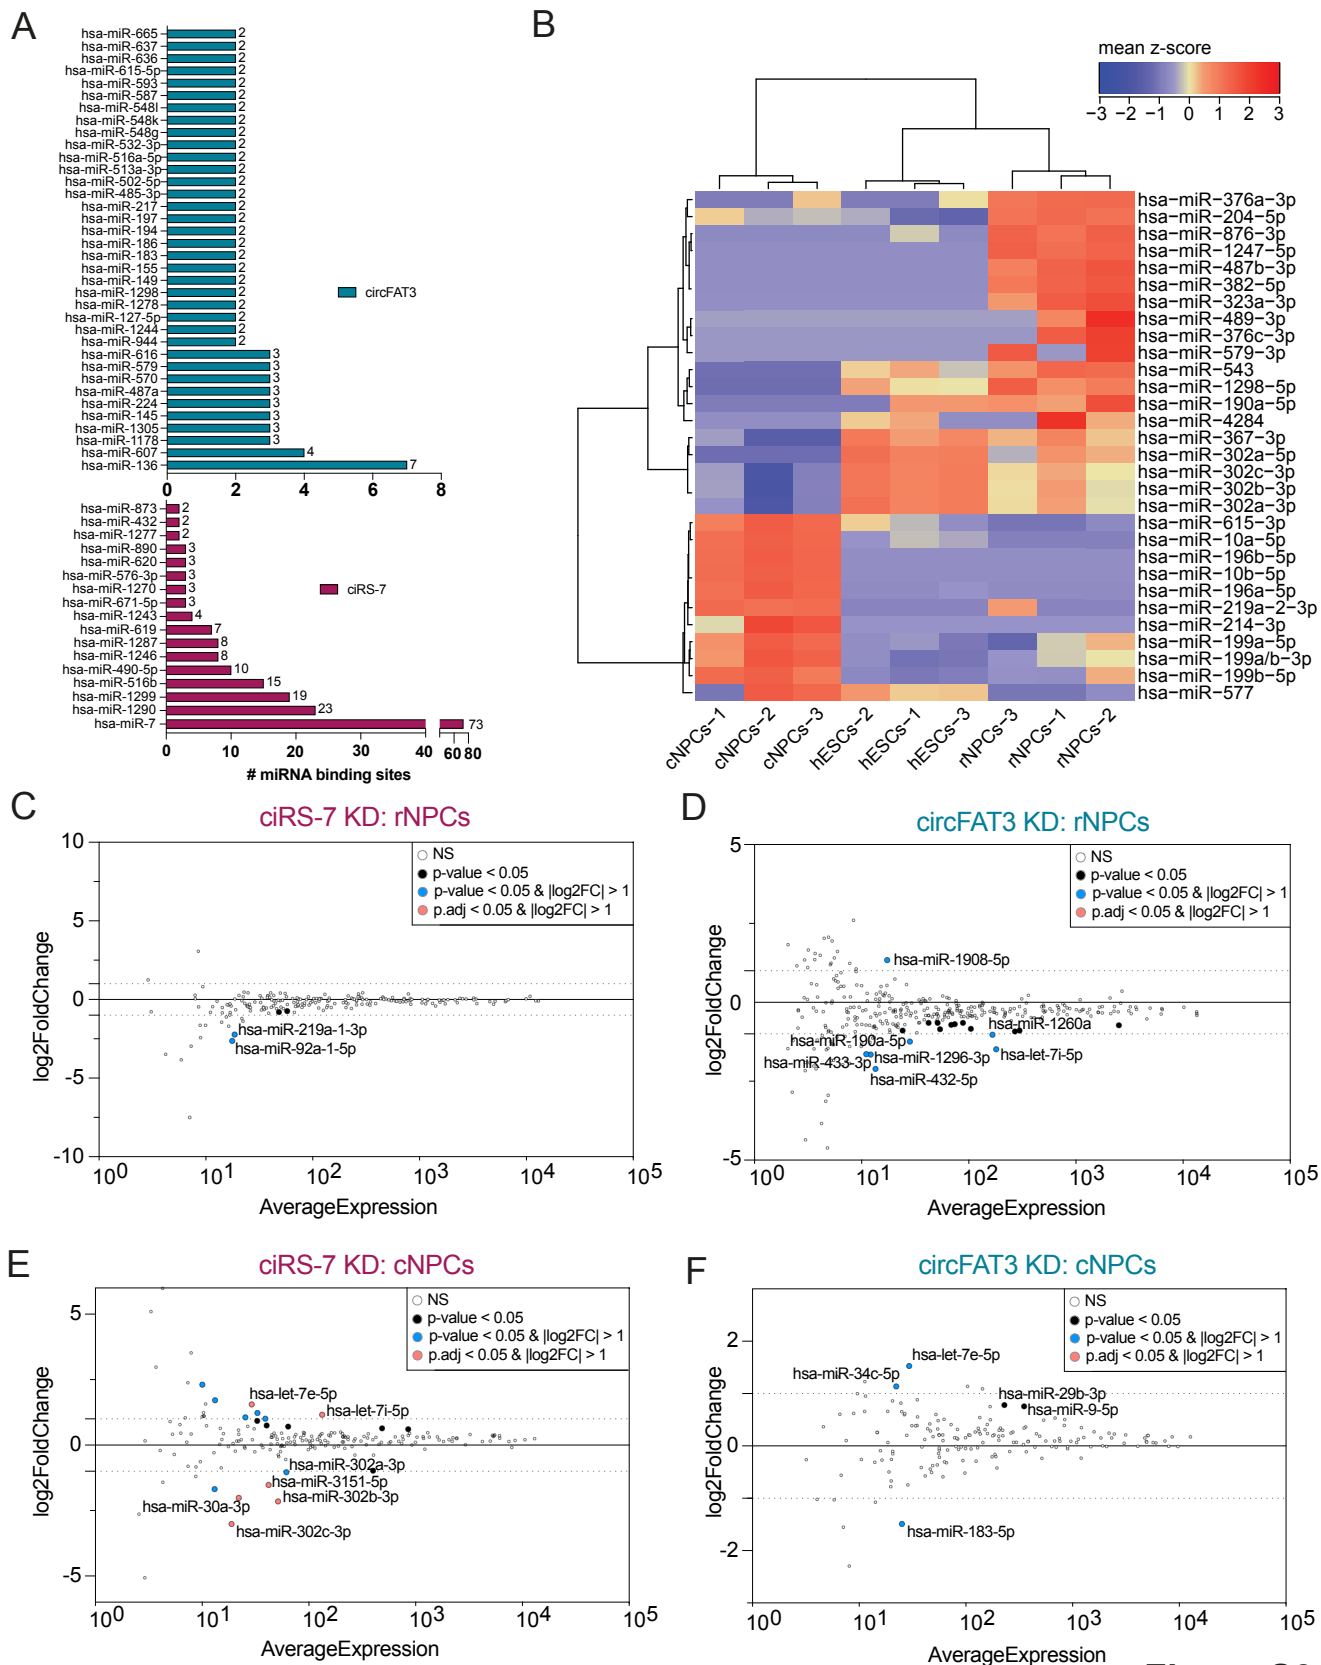 A
hsa-miR-665 2
hsa-miR-637 2
hsa-miR-636 2
hsa-miR-615-5p 2
hsa-miR-593 2
hsa-miR-587 2
hsa-miR-548l 2
hsa-miR-548k 2
hsa-miR-548g 2
hsa-miR-532-3p 2
hsa-miR-516a-5p 2
hsa-miR-513a-3p 2
hsa-miR-502-5p 2
hsa-miR-485-3p 2
hsa-miR-217 2
hsa-miR-197 2
hsa-miR-194 2
hsa-miR-186 2
hsa-miR-183 2
hsa-miR-155 2
hsa-miR-149 2
hsa-miR-1298 2
circFAT3
hsa-miR-1278 2
hsa-miR-127-5p 2
hsa-miR-1244 2
hsa-miR-944 2
hsa-miR-616 3
hsa-miR-579 3
hsa-miR-570 3
hsa-miR-487a 3
hsa-miR-224 3
hsa-miR-145 3
hsa-miR-1305 3
hsa-miR-1178 3
hsa-miR-607 4
hsa-miR-136 7
0 2 4 6 8
hsa-miR-873 2
hsa-miR-432 2
hsa-miR-1277 2
hsa-miR-890 3
hsa-miR-620 3
hsa-miR-576-3p 3
hsa-miR-1270 3
ciRS-7
hsa-miR-671-5p 3
hsa-miR-1243 4
hsa-miR-619 7
hsa-miR-1287 8
hsa-miR-1246 8
hsa-miR-490-5p 10
hsa-miR-516b 15
hsa-miR-1299 19
hsa-miR-1290 23
hsa-miR-7 73
0 10 20 30 40 60 80
# miRNA binding sites
B
mean z-score
−3 −2 −1 0 1 2 3
hsa−miR−376a−3p
hsa−miR−204−5p
hsa−miR−876−3p
hsa−miR−1247−5p
hsa−miR−487b−3p
hsa−miR−382−5p
hsa−miR−323a−3p
hsa−miR−489−3p
hsa−miR−376c−3p
hsa−miR−579−3p
hsa−miR−543
hsa−miR−1298−5p
hsa−miR−190a−5p
hsa−miR−4284
hsa−miR−367−3p
hsa−miR−302a−5p
hsa−miR−302c−3p
hsa−miR−302b−3p
hsa−miR−302a−3p
hsa−miR−615−3p
hsa−miR−10a−5p
hsa−miR−196b−5p
hsa−miR−10b−5p
hsa−miR−196a−5p
hsa−miR−219a−2−3p
hsa−miR−214−3p
hsa−miR−199a−5p
hsa−miR−199a/b−3p
hsa−miR−199b−5p
hsa−miR−577
cNPCs−1
cNPCs−2
cNPCs−3
hESCs−2
hESCs−1
hESCs−3
rNPCs−3
rNPCs−1
rNPCs−2
C
ciRS-7 KD: rNPCs
NS
p-value < 0.05
p-value < 0.05 & |log2FC| > 1
p.adj < 0.05 & |log2FC| > 1
10
5
0
-5
-10
log2FoldChange
hsa-miR-219a-1-3p
hsa-miR-92a-1-5p
10^0 10^1 10^2 10^3 10^4 10^5
AverageExpression
D
circFAT3 KD: rNPCs
NS
p-value < 0.05
p-value < 0.05 & |log2FC| > 1
p.adj < 0.05 & |log2FC| > 1
5
0
-5
log2FoldChange
hsa-miR-1908-5p
hsa-miR-1260a
hsa-miR-190a-5p
hsa-miR-433-3p
hsa-miR-1296-3p
hsa-let-7i-5p
hsa-miR-432-5p
10^0 10^1 10^2 10^3 10^4 10^5
AverageExpression
E
ciRS-7 KD: cNPCs
NS
p-value < 0.05
p-value < 0.05 & |log2FC| > 1
p.adj < 0.05 & |log2FC| > 1
5
0
-5
log2FoldChange
hsa-let-7e-5p
hsa-let-7i-5p
hsa-miR-302a-3p
hsa-miR-3151-5p
hsa-miR-302b-3p
hsa-miR-30a-3p
hsa-miR-302c-3p
10^0 10^1 10^2 10^3 10^4 10^5
AverageExpression
F
circFAT3 KD: cNPCs
NS
p-value < 0.05
p-value < 0.05 & |log2FC| > 1
p.adj < 0.05 & |log2FC| > 1
2
0
-2
log2FoldChange
hsa-let-7e-5p
hsa-miR-34c-5p
hsa-miR-29b-3p
hsa-miR-9-5p
hsa-miR-183-5p
10^0 10^1 10^2 10^3 10^4 10^5
AverageExpression